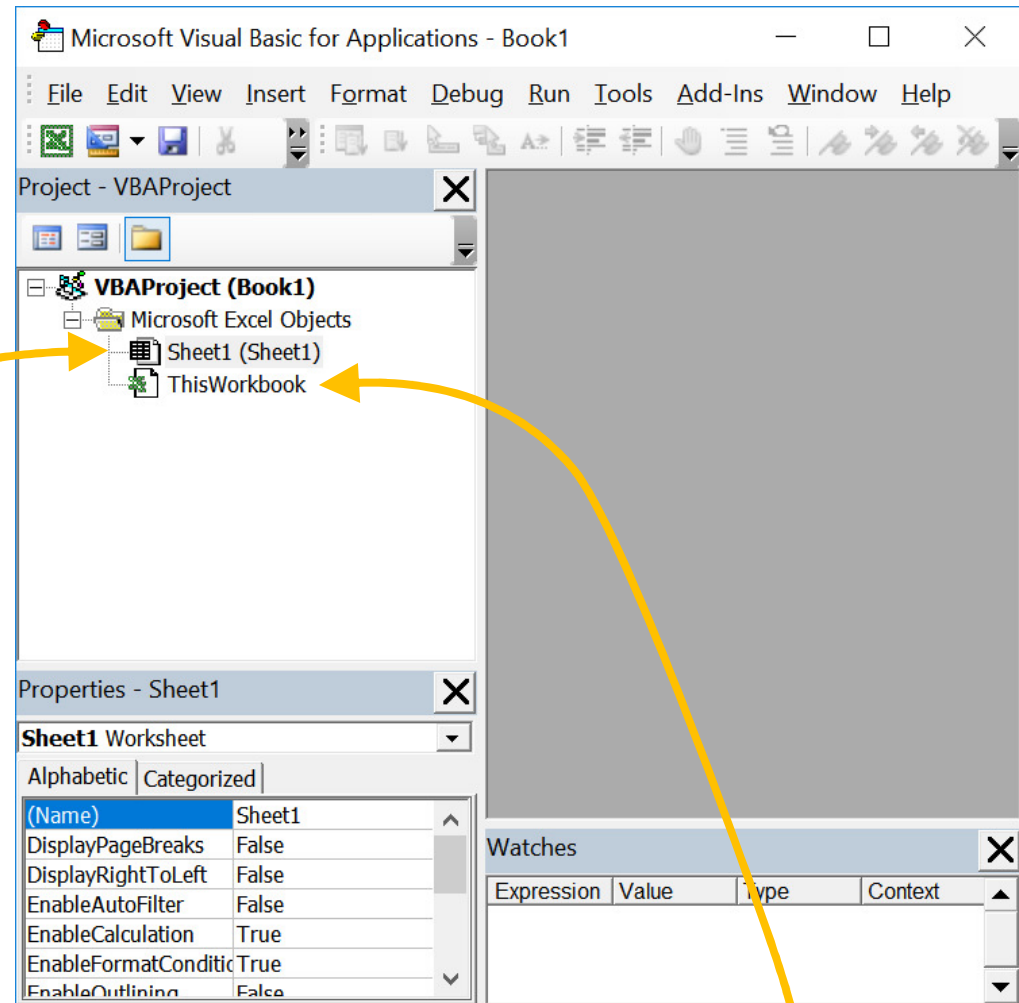 Microsoft Visual Basic for Applications - Book1
File Edit View Insert Format Debug Run Tools Add-Ins Window Help
Project - VBAProject
VBAProject (Book1)
Microsoft Excel Objects
Sheet1 (Sheet1)
ThisWorkbook
Properties - Sheet1
Sheet1 Worksheet
Alphabetic Categorized
(Name) Sheet1
DisplayPageBreaks False
DisplayRightToLeft False
EnableAutoFilter False
EnableCalculation True
EnableFormatConditic True
EnableOutlining False
Watches
Expression Value Type Context